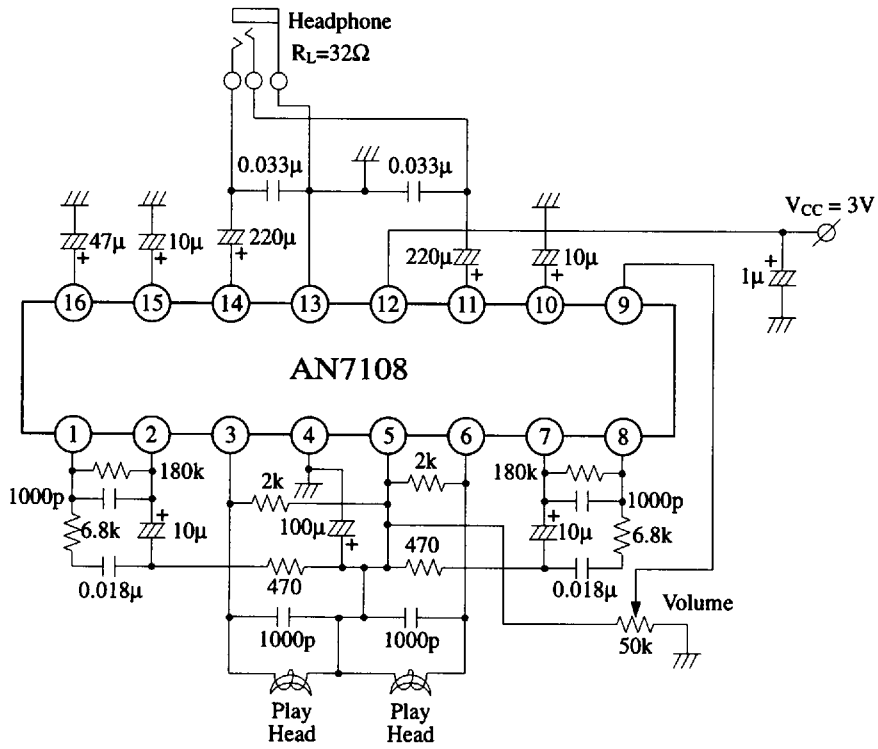 Headphone
RL=32Ω
0.033μ 0.033μ
VCC = 3V
47μ 10μ 220μ 220μ 10μ 1μ
+ + + + + +
16 15 14 13 12 11 10 9
AN7108
1 2 3 4 5 6 7 8
180k 2k 2k 180k
1000p 100μ 1000p
6.8k + 10μ + + 10μ 6.8k
0.018μ 470 470 0.018μ
Volume
50k
1000p 1000p
Play Play
Head Head